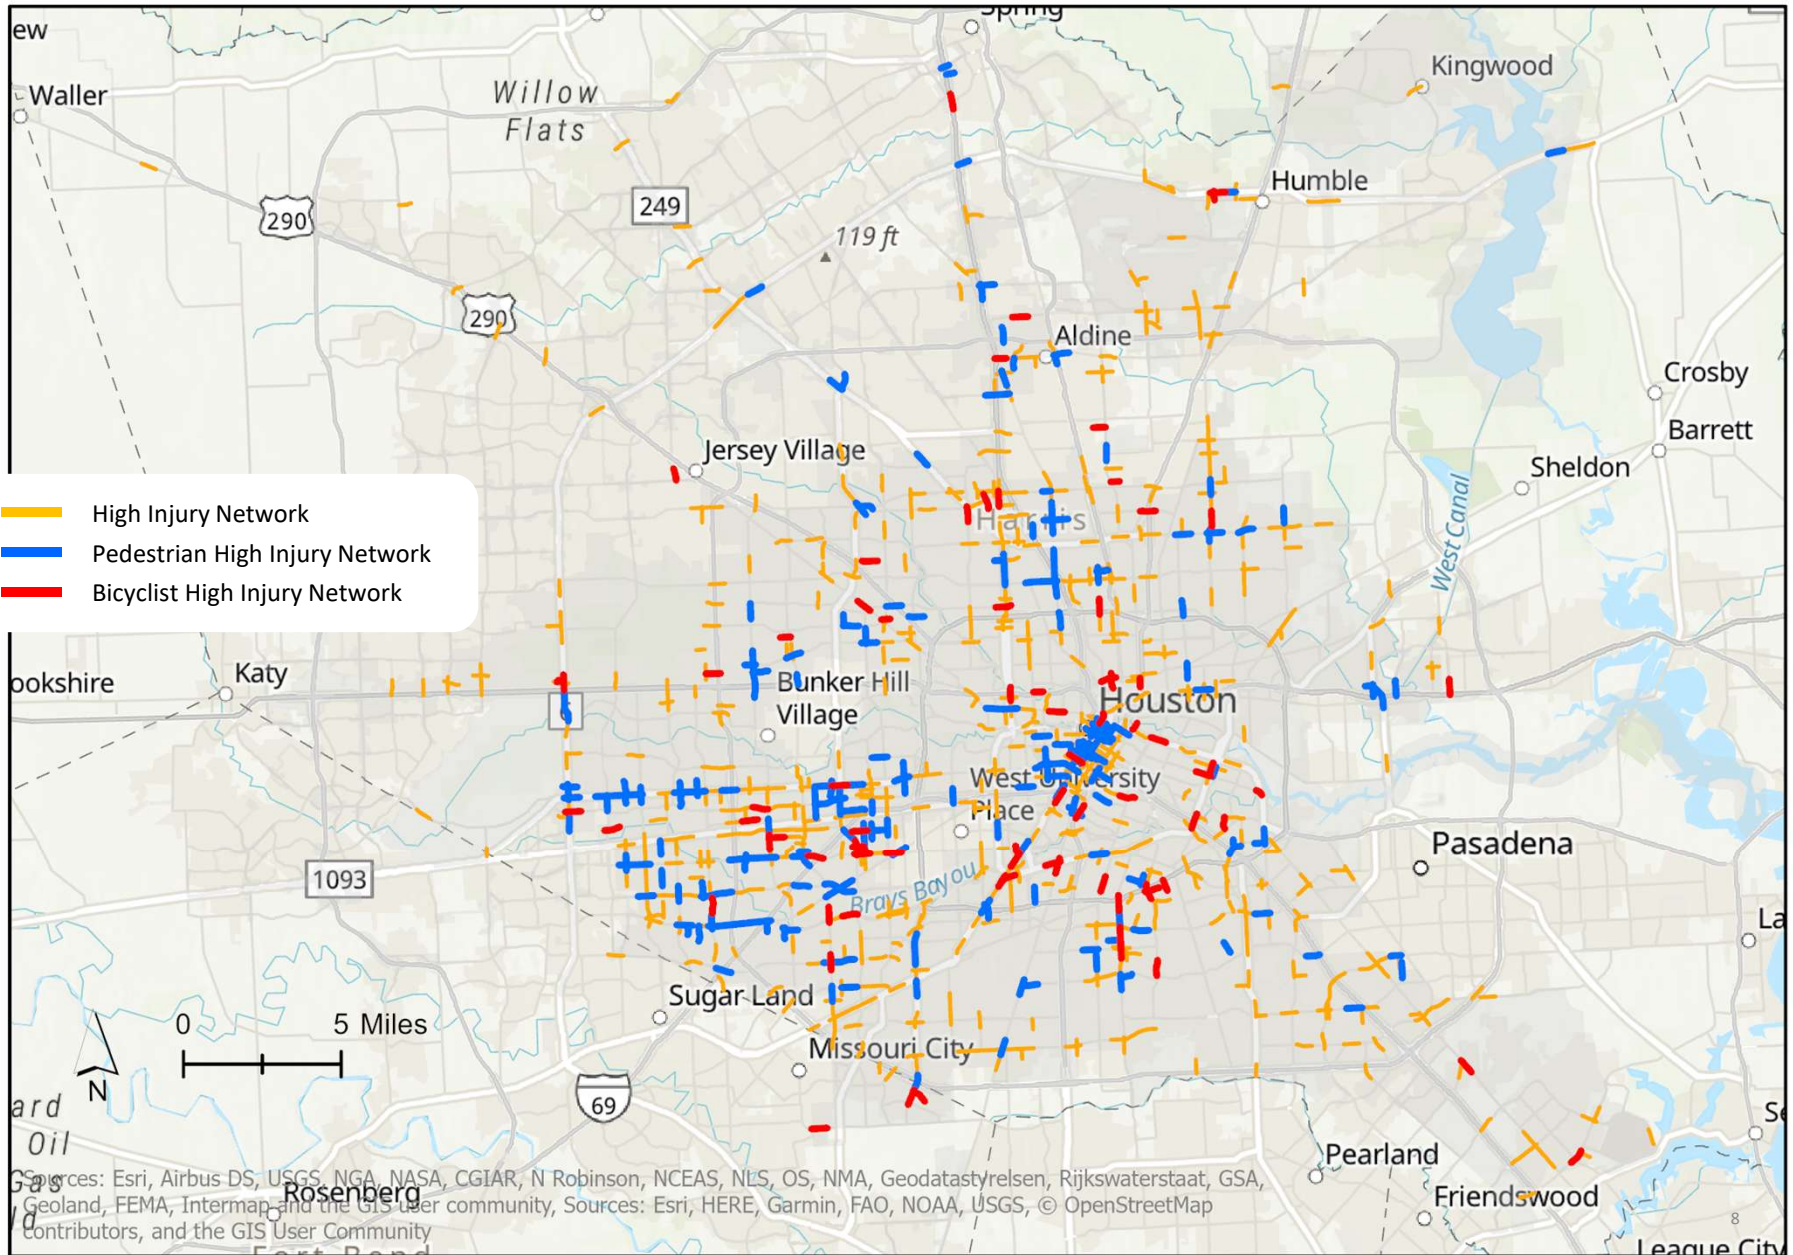 Spring
ew
Kingwood
Waller
Willow
Flats
Humble
249
290
119 ft
290
Aldine
Crosby
Barrett
Jersey Village
Sheldon
West Canal
High Injury Network
Harris
Pedestrian High Injury Network
Bicyclist High Injury Network
Katy
ookshire
Bunker Hill
Village
Houston
West University
Place
Pasadena
1093
Brays Bayou
La
Sugar Land
0 5 Miles
Missouri City
N
69
ard
Oil
Gas
ld
Se
Pearland
Sources: Esri, Airbus DS, USGS, NGA, NASA, CGIAR, N Robinson, NCEAS, NLS, OS, NMA, Geodatastyrelsen, Rijkswaterstaat, GSA,
Geoland, FEMA, Intermap and the GIS user community, Sources: Esri, HERE, Garmin, FAO, NOAA, USGS, © OpenStreetMap
contributors, and the GIS User Community
Rosenberg
Friendswood
8
Fort Bend
League City